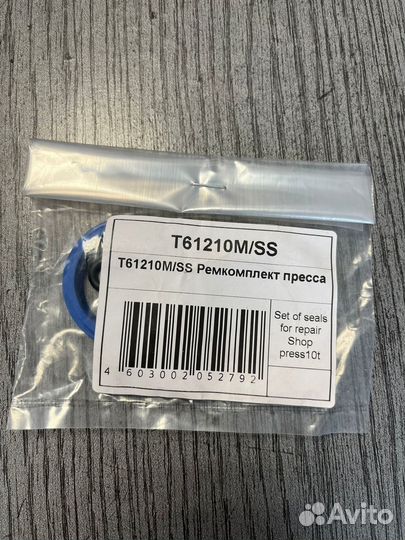 T61210M/SS
T61210M/SS Ремкомплект пресса
Set of seals
for repair
Shop
press10t
4 603002 052792
Avito